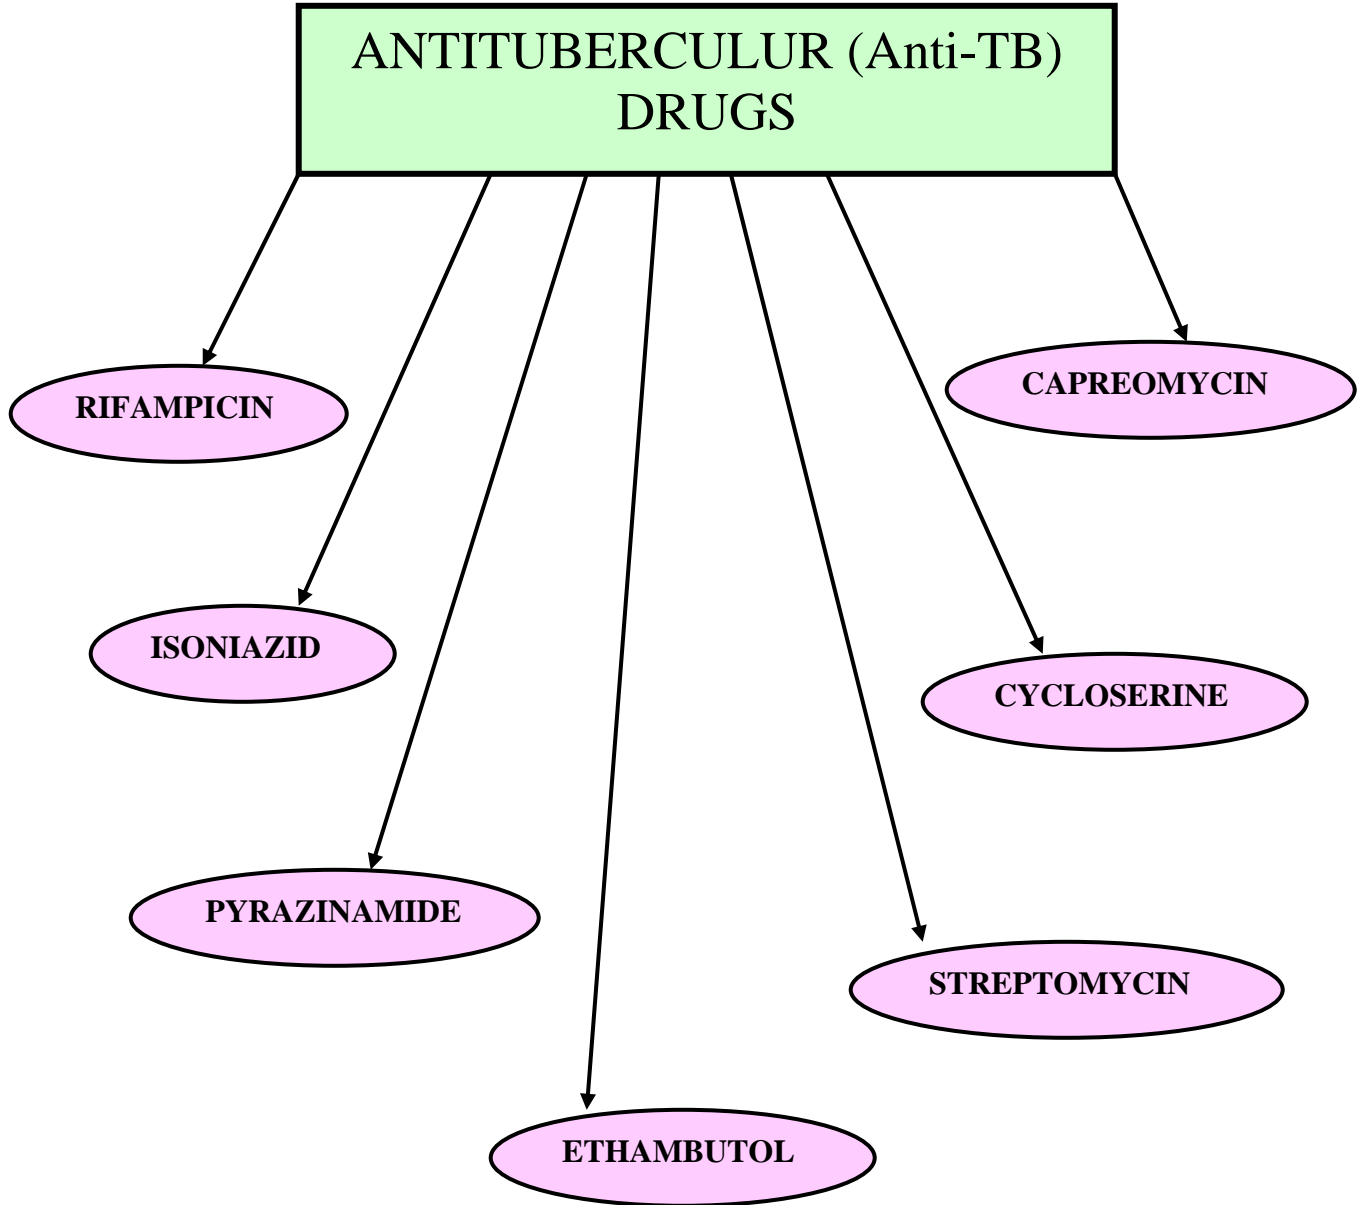 ANTITUBERCULUR (Anti-TB)
DRUGS
RIFAMPICIN
CAPREOMYCIN
ISONIAZID
CYCLOSERINE
PYRAZINAMIDE
STREPTOMYCIN
ETHAMBUTOL